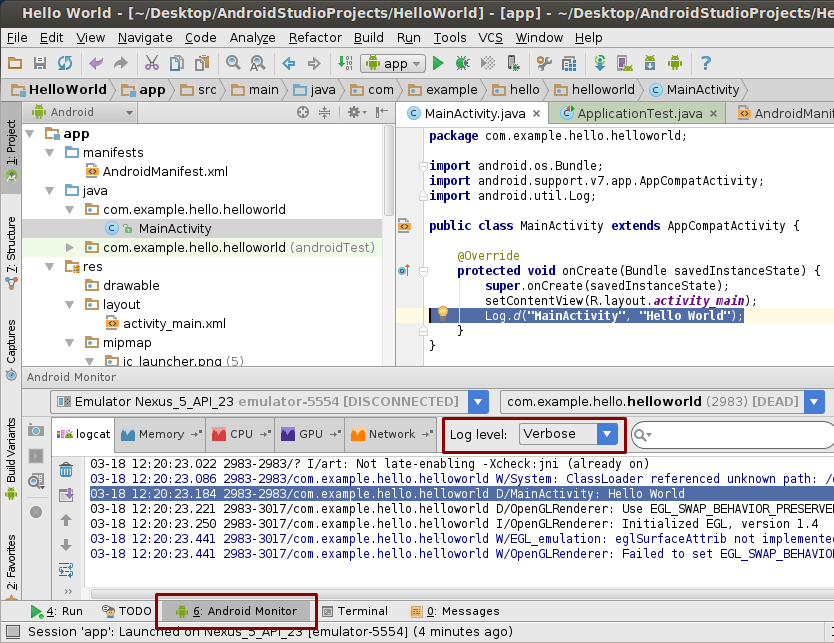 Hello World - [~/Desktop/AndroidStudioProjects/HelloWorld] - [app] - ~/Desktop/AndroidStudioProjects/He
File Edit View Navigate Code Analyze Refactor Build Run Tools VCS Window Help
app
HelloWorld app src main java com example hello helloworld MainActivity
Android
MainActivity.java ApplicationTest.java AndroidManif
1: Project
7: Structure
Captures
Build Variants
2: Favorites
app
manifests
AndroidManifest.xml
java
com.example.hello.helloworld
MainActivity
com.example.hello.helloworld (androidTest)
res
drawable
layout
activity_main.xml
mipmap
ic_launcher.png (5)
package com.example.hello.helloworld;
import android.os.Bundle;
import android.support.v7.app.AppCompatActivity;
import android.util.Log;
public class MainActivity extends AppCompatActivity {
@Override
protected void onCreate(Bundle savedInstanceState) {
super.onCreate(savedInstanceState);
setContentView(R.layout.activity_main);
Log.d("MainActivity", "Hello World");
}
}
Android Monitor
Emulator Nexus_5_API_23 emulator-5554 [DISCONNECTED] com.example.hello.helloworld (2983) [DEAD]
logcat Memory CPU GPU Network Log level: Verbose
03-18 12:20:23.022 2983-2983/? I/art: Not late-enabling -Xcheck:jni (already on)
03-18 12:20:23.086 2983-2983/com.example.hello.helloworld W/System: ClassLoader referenced unknown path: /
03-18 12:20:23.184 2983-2983/com.example.hello.helloworld D/MainActivity: Hello World
03-18 12:20:23.221 2983-3017/com.example.hello.helloworld D/OpenGLRenderer: Use EGL_SWAP_BEHAVIOR_PRESERVE
03-18 12:20:23.250 2983-3017/com.example.hello.helloworld I/OpenGLRenderer: Initialized EGL, version 1.4
03-18 12:20:23.441 2983-3017/com.example.hello.helloworld W/EGL_emulation: eglSurfaceAttrib not implemente
03-18 12:20:23.441 2983-3017/com.example.hello.helloworld W/OpenGLRenderer: Failed to set EGL_SWAP_BEHAVIO
4: Run TODO 6: Android Monitor Terminal 0: Messages
Session 'app': Launched on Nexus_5_API_23 [emulator-5554] (4 minutes ago)